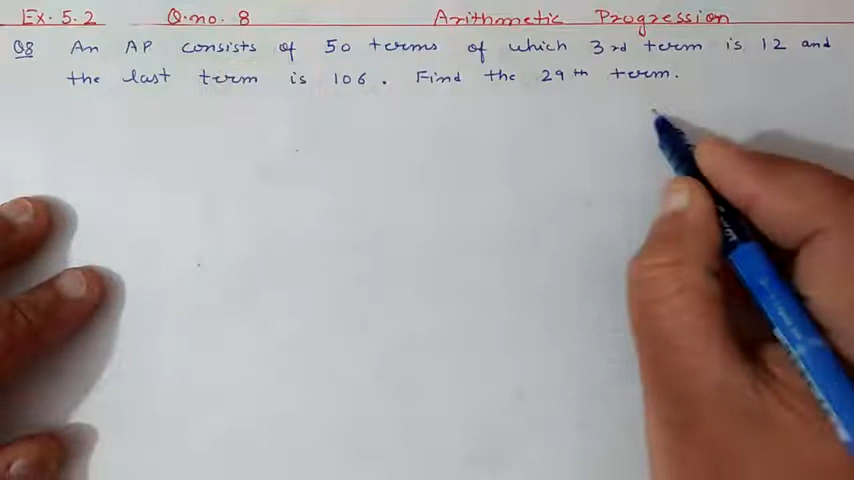 Ex. 5.2 Q.no. 8 Arithmetic Progression
Q8 An AP consists of 50 terms of which 3rd term is 12 and
the last term is 106. Find the 29th term.